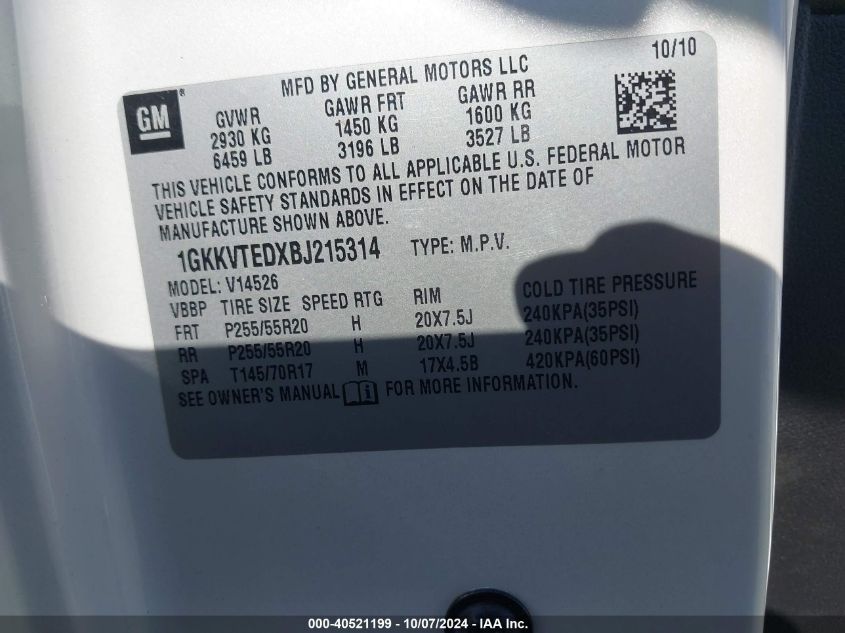 10/10
MFD BY GENERAL MOTORS LLC
GM®
GVWR GAWR FRT GAWR RR
2930 KG 1450 KG 1600 KG
6459 LB 3196 LB 3527 LB
THIS VEHICLE CONFORMS TO ALL APPLICABLE U.S. FEDERAL MOTOR
VEHICLE SAFETY STANDARDS IN EFFECT ON THE DATE OF
MANUFACTURE SHOWN ABOVE.
1GKKVTEDXBJ215314 TYPE: M.P.V.
MODEL: V14526
VBBP TIRE SIZE SPEED RTG RIM COLD TIRE PRESSURE
FRT P255/55R20 H 20X7.5J 240KPA(35PSI)
RR P255/55R20 H 20X7.5J 240KPA(35PSI)
SPA T145/70R17 M 17X4.5B 420KPA(60PSI)
SEE OWNER'S MANUAL i FOR MORE INFORMATION.
000-40521199 - 10/07/2024 - IAA Inc.